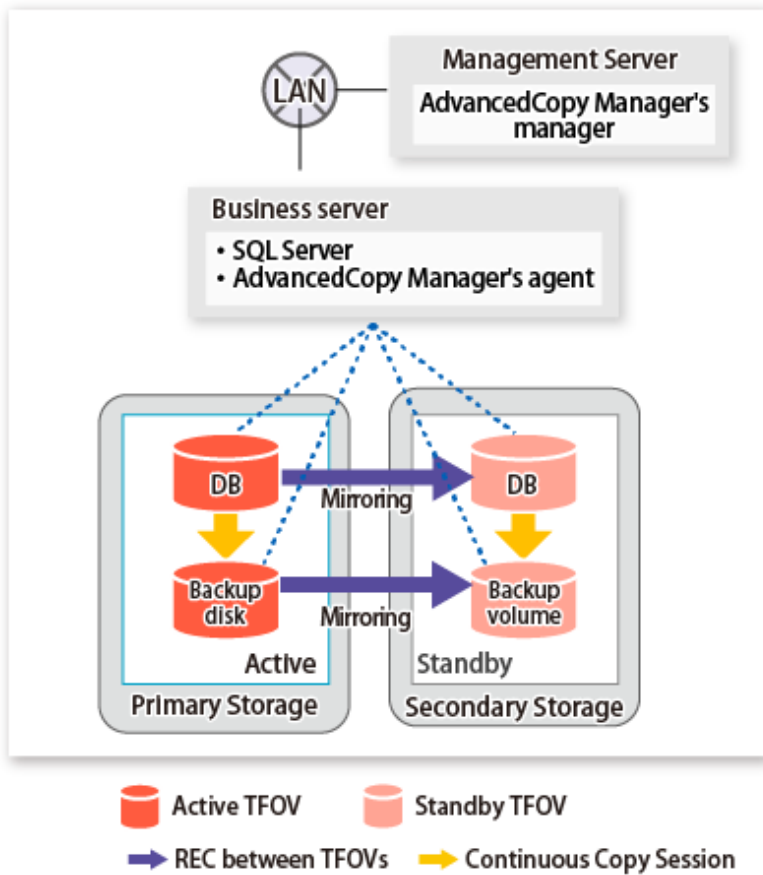 LAN
Management Server
AdvancedCopy Manager's
manager
Business server
• SQL Server
• AdvancedCopy Manager's agent
DB
Mirroring
DB
Backup
disk
Mirroring
Backup
volume
Active
Standby
Primary Storage
Secondary Storage
Active TFOV
Standby TFOV
REC between TFOVs
Continuous Copy Session